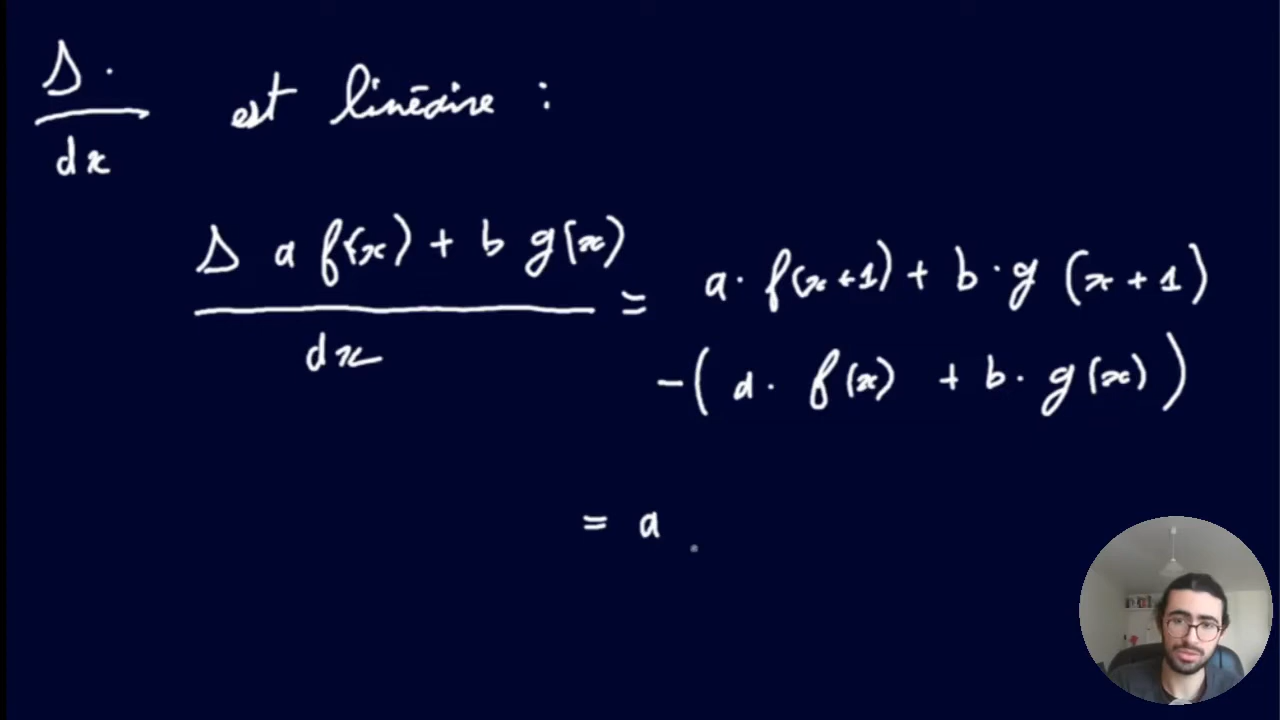 Δ ·
dx
est linéaire :
Δ a f(x) + b g(x)
dx
= a · f(x+1) + b · g (x+1)
-( a · f(x) + b · g(x) )
= a